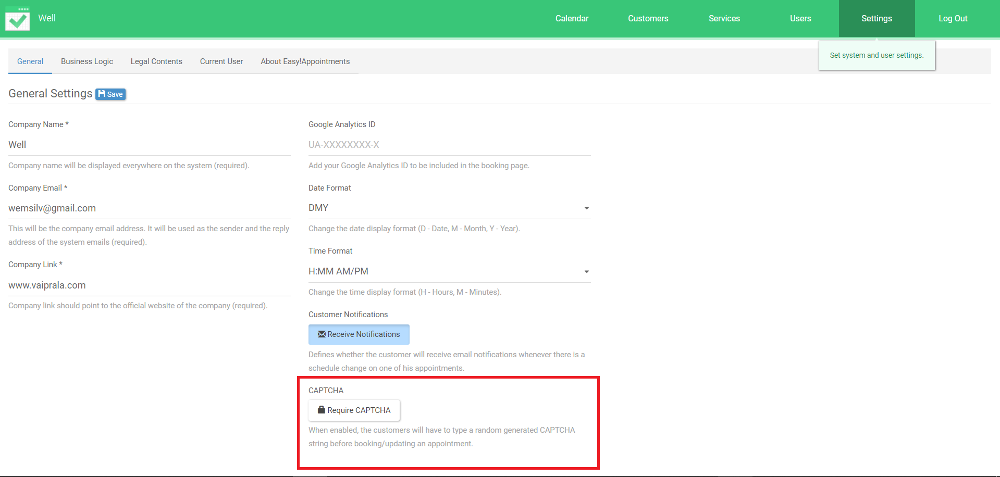 Well
Calendar
Customers
Services
Users
Settings
Log Out
Set system and user settings.
General
Business Logic
Legal Contents
Current User
About Easy!Appointments
General Settings
Save
Company Name *
Well
Company name will be displayed everywhere on the system (required).
Company Email *
wemsilv@gmail.com
This will be the company email address. It will be used as the sender and the reply
address of the system emails (required).
Company Link *
www.vaiprala.com
Company link should point to the official website of the company (required).
Google Analytics ID
UA-XXXXXXXX-X
Add your Google Analytics ID to be included in the booking page.
Date Format
DMY
Change the date display format (D - Date, M - Month, Y - Year).
Time Format
H:MM AM/PM
Change the time display format (H - Hours, M - Minutes).
Customer Notifications
Receive Notifications
Defines whether the customer will receive email notifications whenever there is a
schedule change on one of his appointments.
CAPTCHA
Require CAPTCHA
When enabled, the customers will have to type a random generated CAPTCHA
string before booking/updating an appointment.